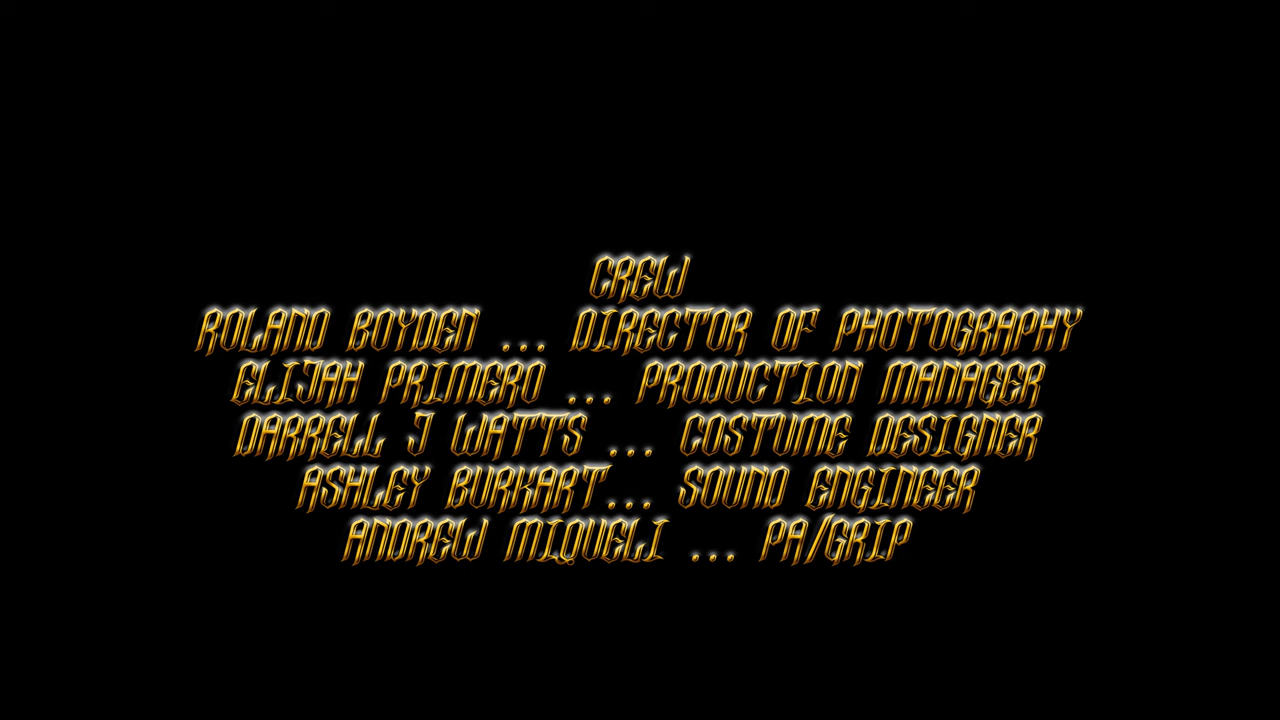 CREW
ROLAND BOYDEN ... DIRECTOR OF PHOTOGRAPHY
ELIJAH PRIMERO ... PRODUCTION MANAGER
DARRELL J WATTS ... COSTUME DESIGNER
ASHLEY BURKART... SOUND ENGINEER
ANDREW MIQUELI ... PA/GRIP